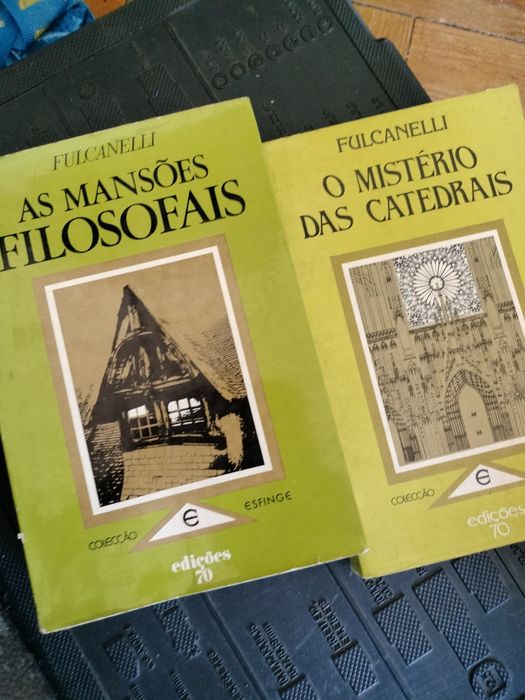 FULCANELLI
AS MANSÕES
FILOSOFAIS
COLECÇÃO
E
ESFINGE
edições
70
FULCANELLI
O MISTÉRIO
DAS CATEDRAIS
COLECÇÃO
E
edições
70